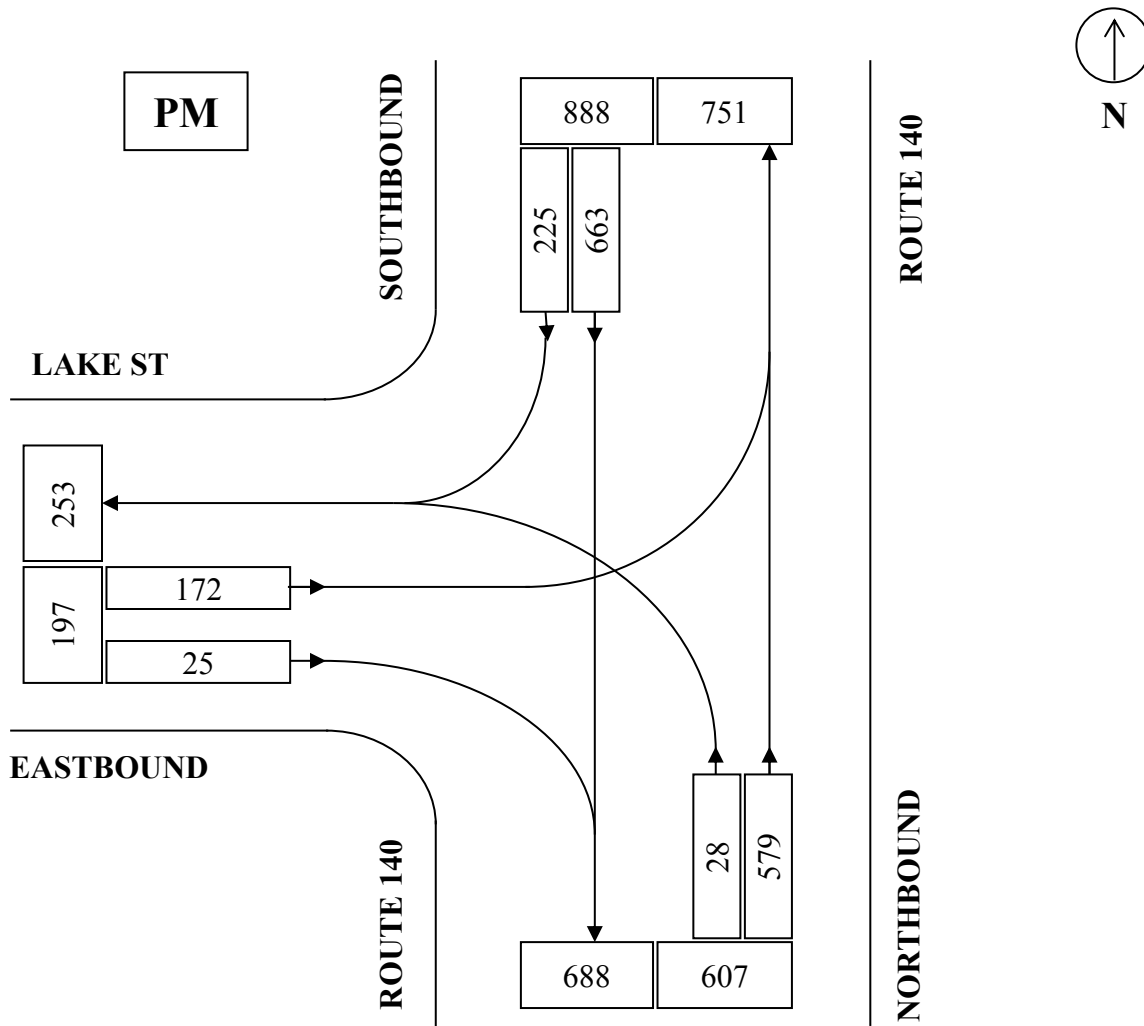 PM
SOUTHBOUND
888
751
ROUTE 140
N
225
663
LAKE ST
253
172
197
25
EASTBOUND
28
579
ROUTE 140
688
607
NORTHBOUND